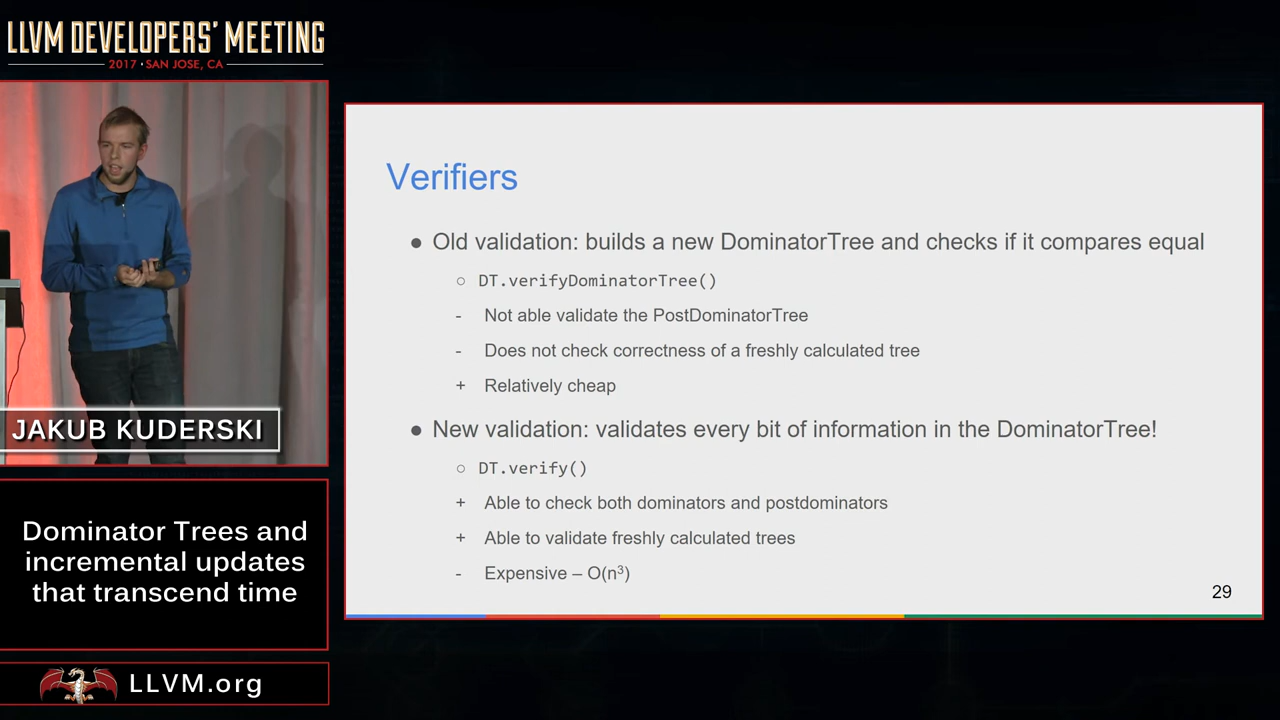 LLVM DEVELOPERS' MEETING
2017 · SAN JOSE, CA
JAKUB KUDERSKI
Dominator Trees and
incremental updates
that transcend time
LLVM.org
Verifiers
● Old validation: builds a new DominatorTree and checks if it compares equal
○ DT.verifyDominatorTree()
- Not able validate the PostDominatorTree
- Does not check correctness of a freshly calculated tree
+ Relatively cheap
● New validation: validates every bit of information in the DominatorTree!
○ DT.verify()
+ Able to check both dominators and postdominators
+ Able to validate freshly calculated trees
- Expensive – O(n³)
29